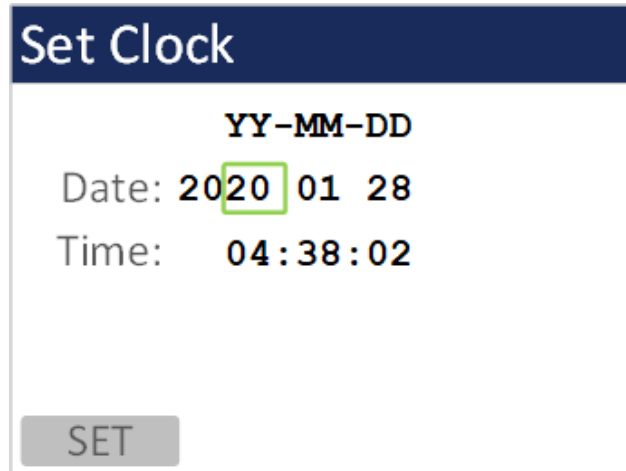 Set Clock
YY-MM-DD
Date: 2020 01 28
Time: 04:38:02
SET